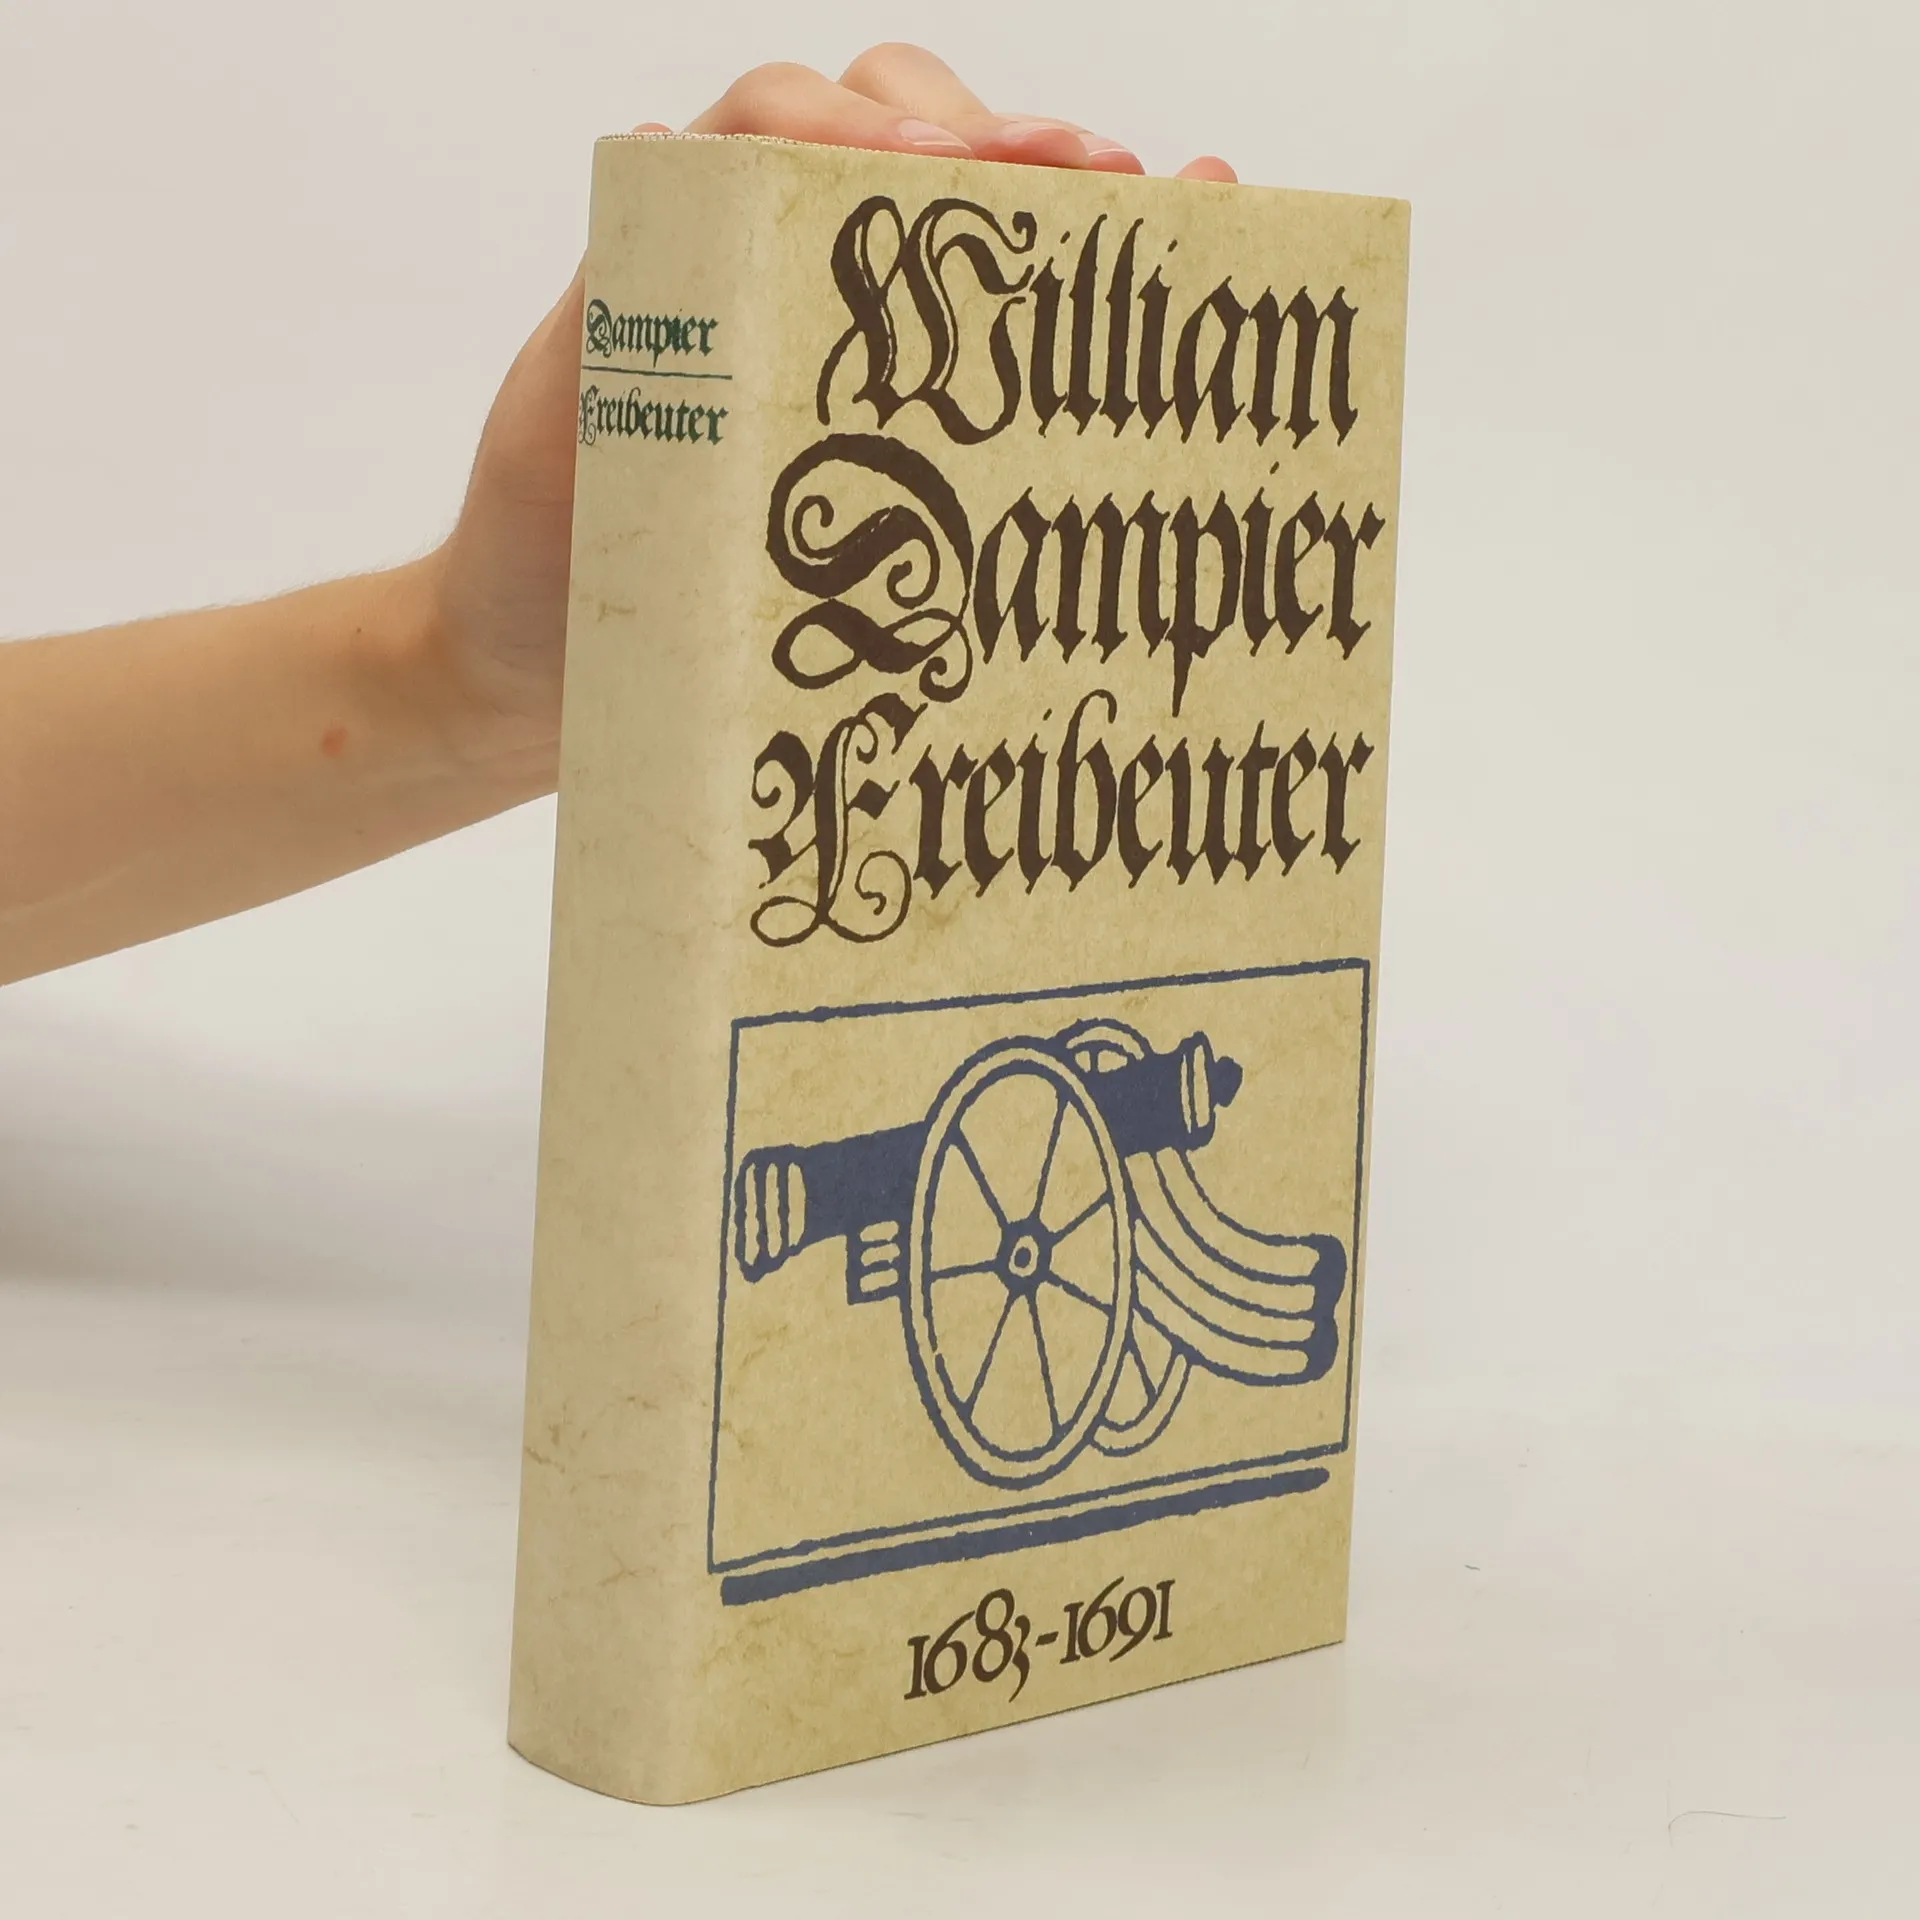 Dampier
Freibeuter
William
Dampier
Freibeuter
1683-1691